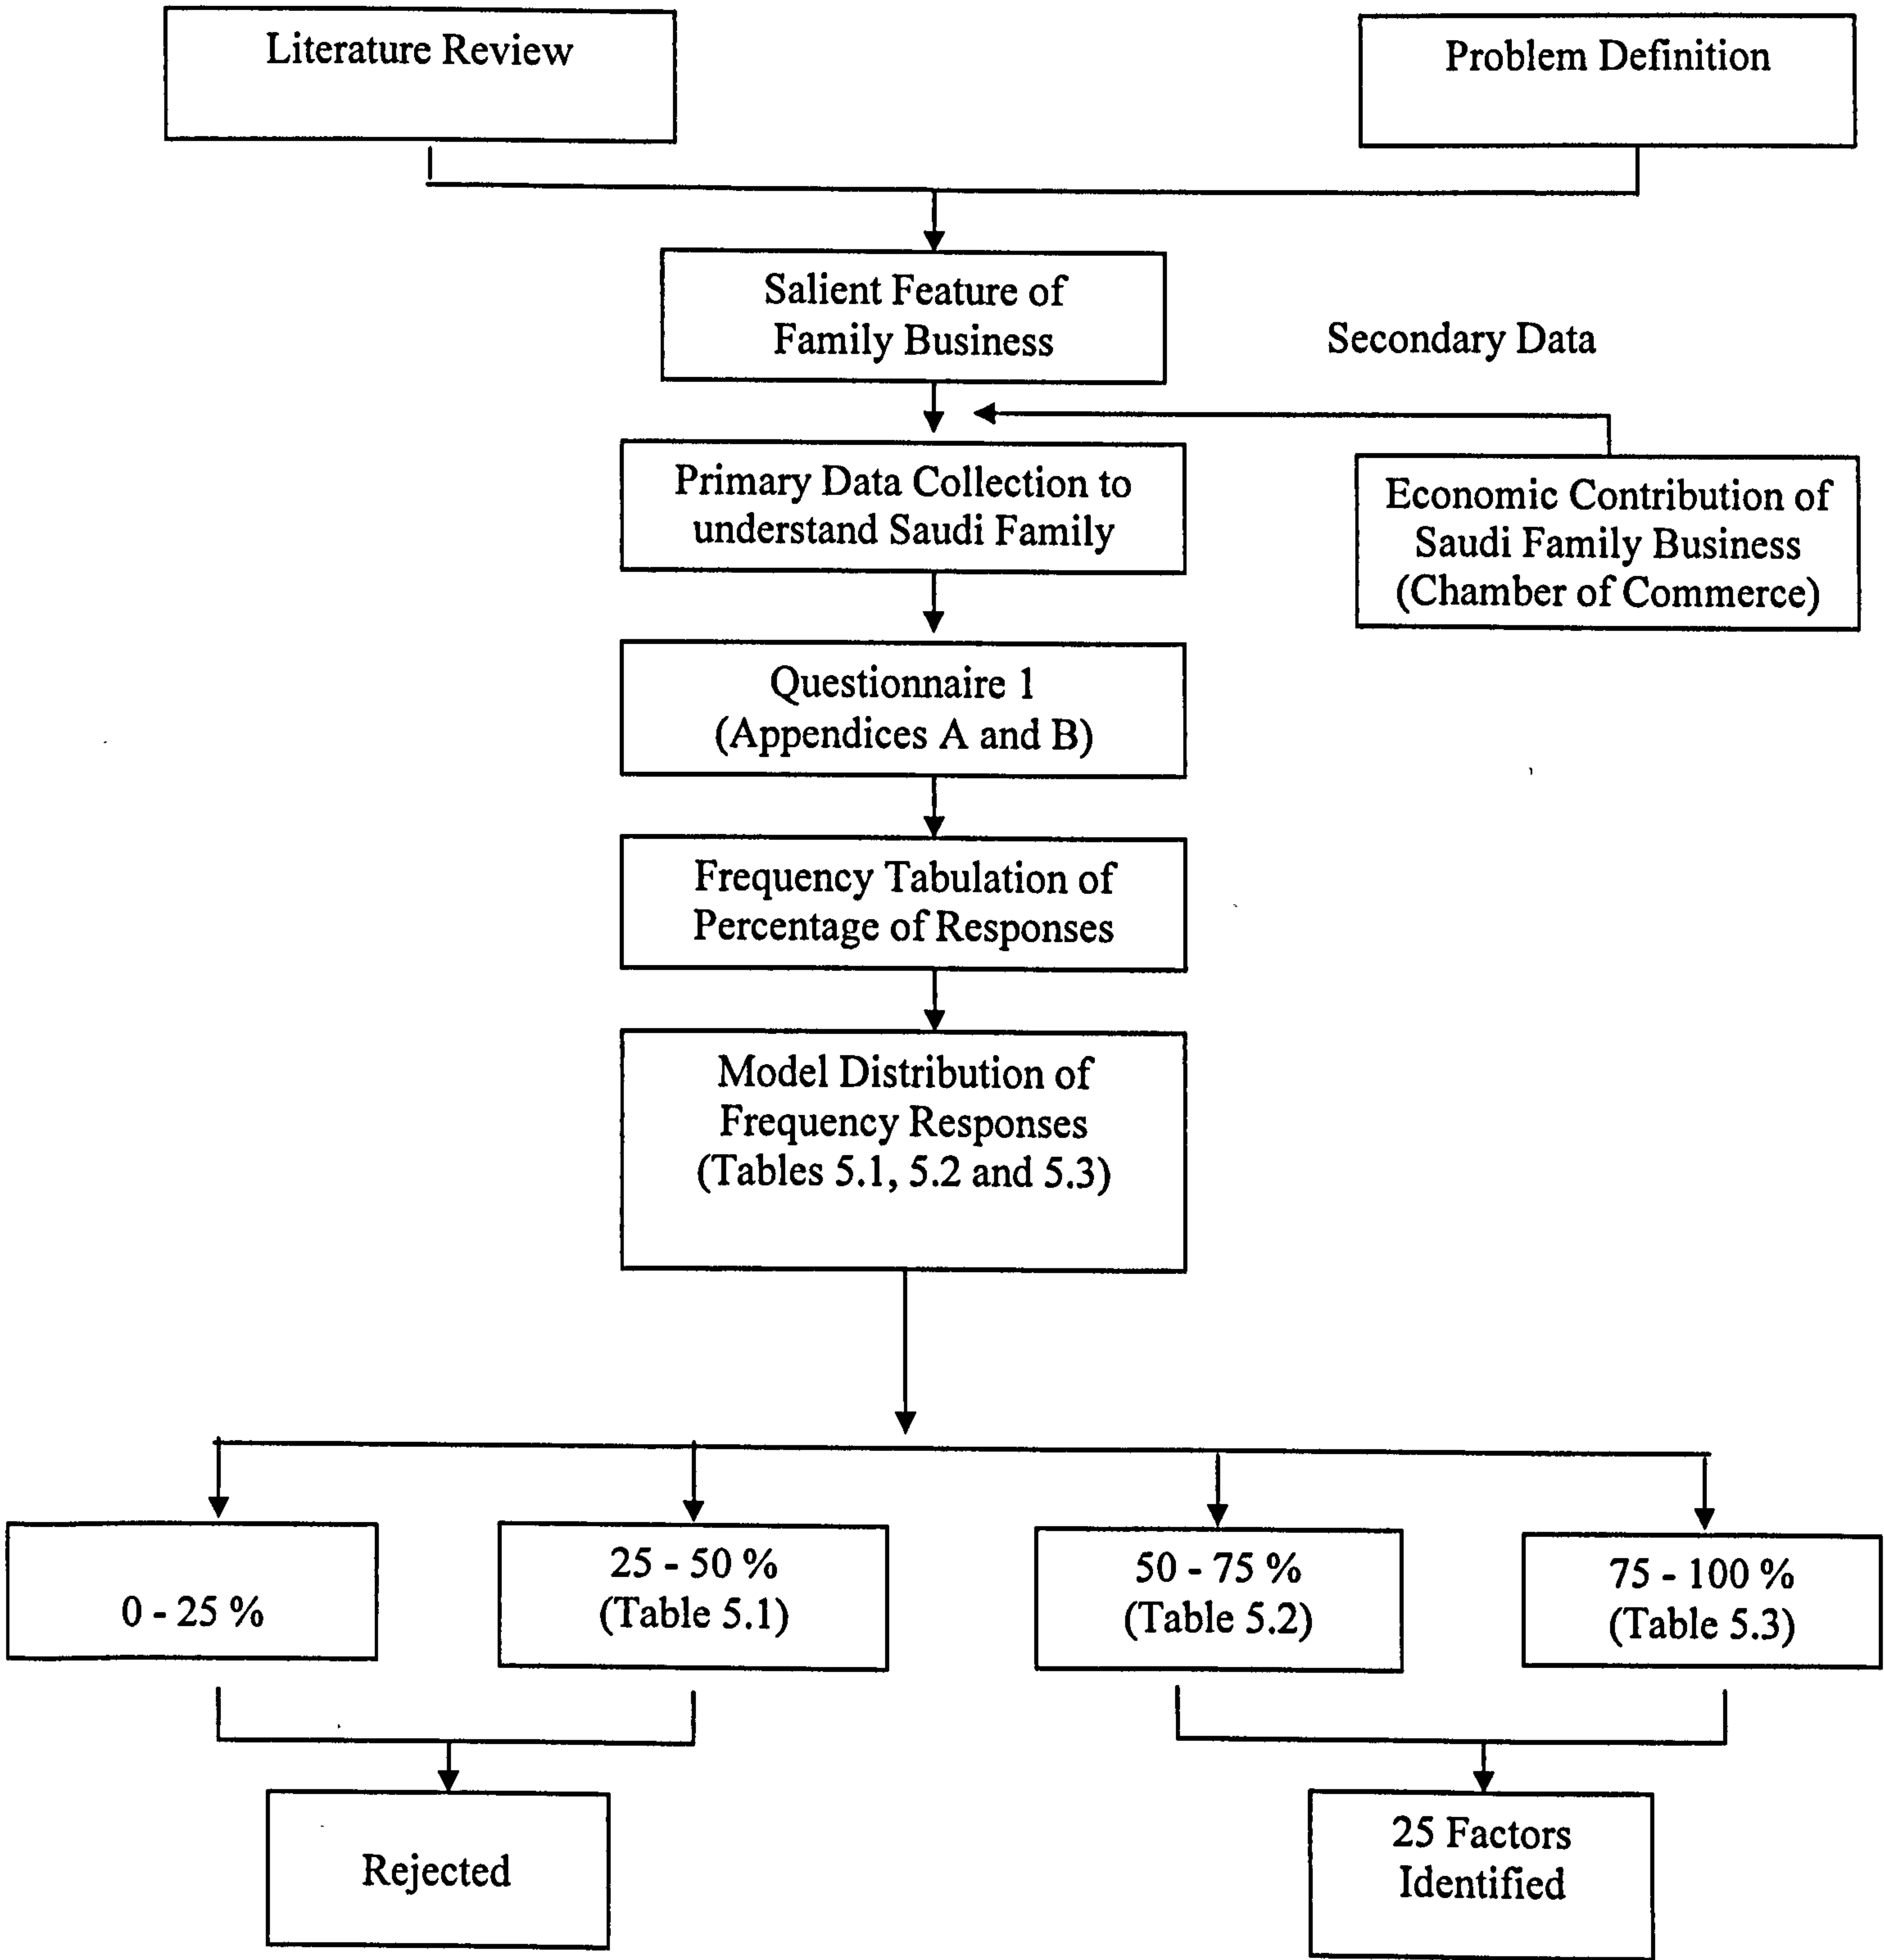 Literature Review
Problem Definition
Salient Feature of
Family Business
Secondary Data
Primary Data Collection to
understand Saudi Family
Economic Contribution of
Saudi Family Business
(Chamber of Commerce)
Questionnaire 1
(Appendices A and B)
Frequency Tabulation of
Percentage of Responses
Model Distribution of
Frequency Responses
(Tables 5.1, 5.2 and 5.3)
0 - 25 %
25 - 50 %
(Table 5.1)
50 - 75 %
(Table 5.2)
75 - 100 %
(Table 5.3)
Rejected
25 Factors
Identified